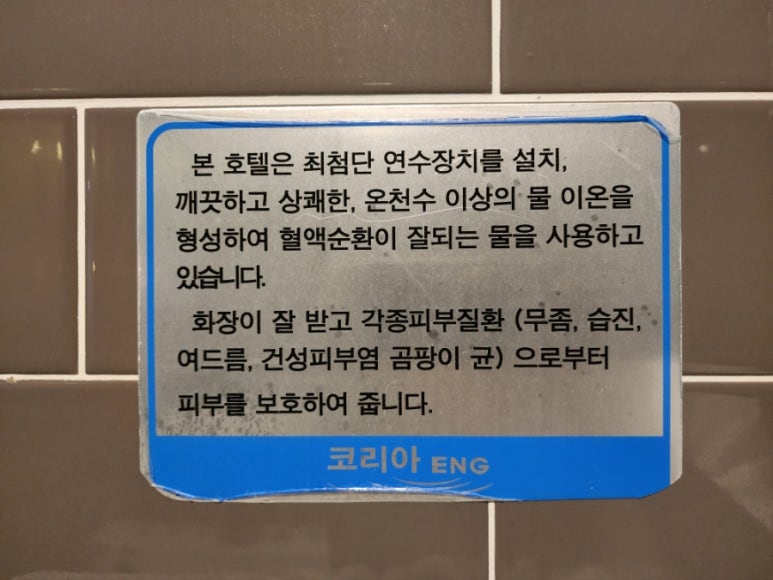 본 호텔은 최첨단 연수장치를 설치,
깨끗하고 상쾌한, 온천수 이상의 물 이온을
형성하여 혈액순환이 잘되는 물을 사용하고
있습니다.
화장이 잘 받고 각종피부질환 (무좀, 습진,
여드름, 건성피부염 곰팡이 균) 으로부터
피부를 보호하여 줍니다.
코리아 ENG